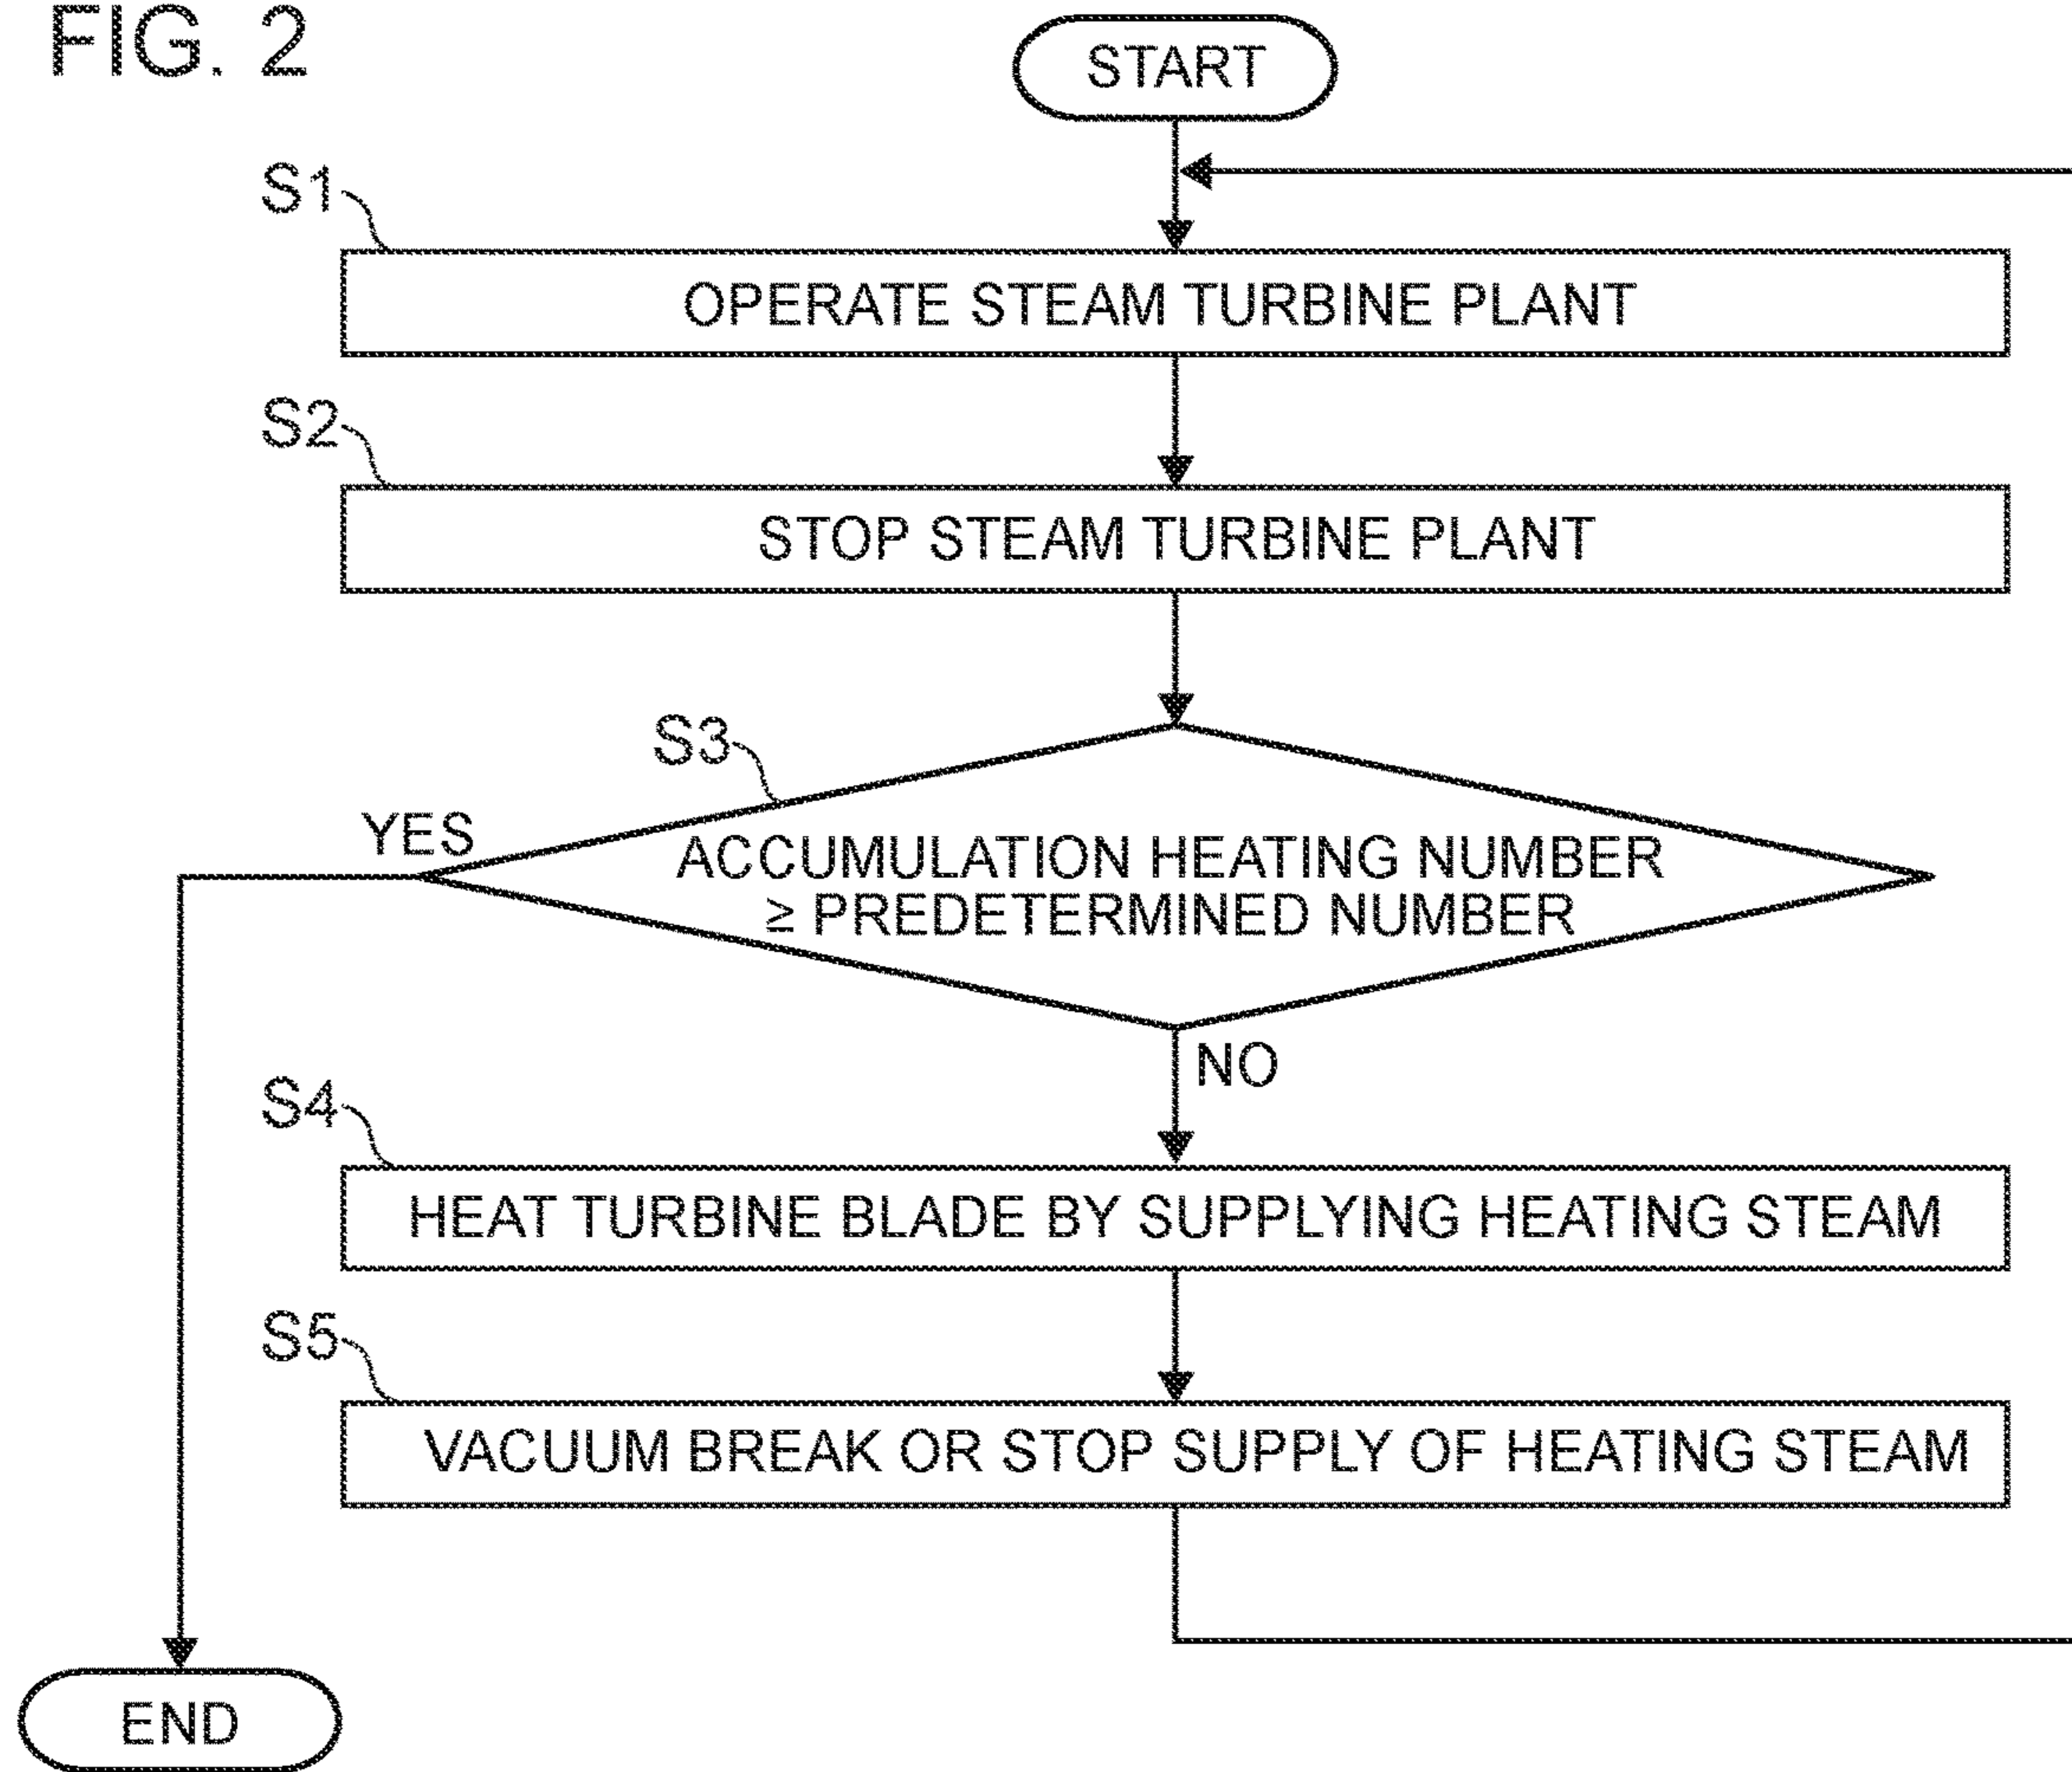 FIG. 2
START
S1
OPERATE STEAM TURBINE PLANT
S2
STOP STEAM TURBINE PLANT
S3
YES
ACCUMULATION HEATING NUMBER
≥ PREDETERMINED NUMBER
NO
S4
HEAT TURBINE BLADE BY SUPPLYING HEATING STEAM
S5
VACUUM BREAK OR STOP SUPPLY OF HEATING STEAM
END